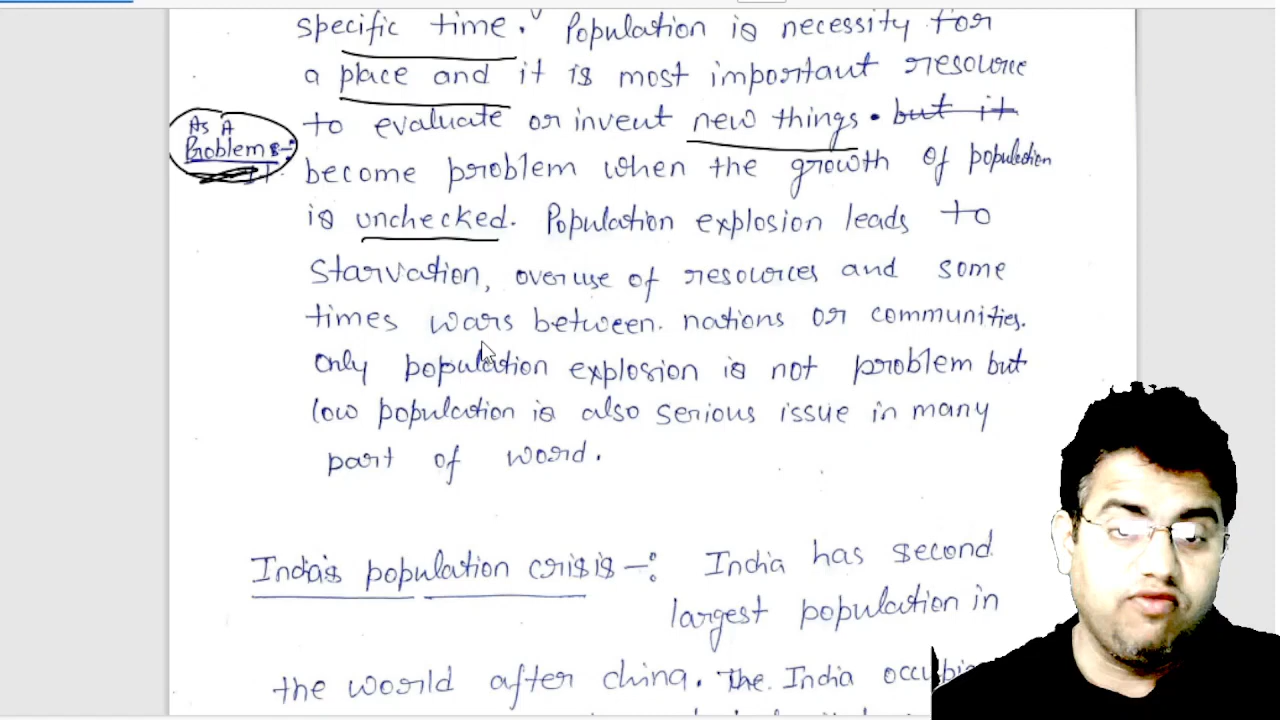 specific time." Population is necessity for
a place and it is most important resource
to evaluate or invent new things. but it
As A
Problem :-
It
become problem when the growth of population
is unchecked. Population explosion leads to
Starvation, overuse of resources and some
times wars between. nations or communities.
Only population explosion is not problem but
low population is also serious issue in many
part of word.
India's population crisis -: India has second
largest population in
the world after china. The. India